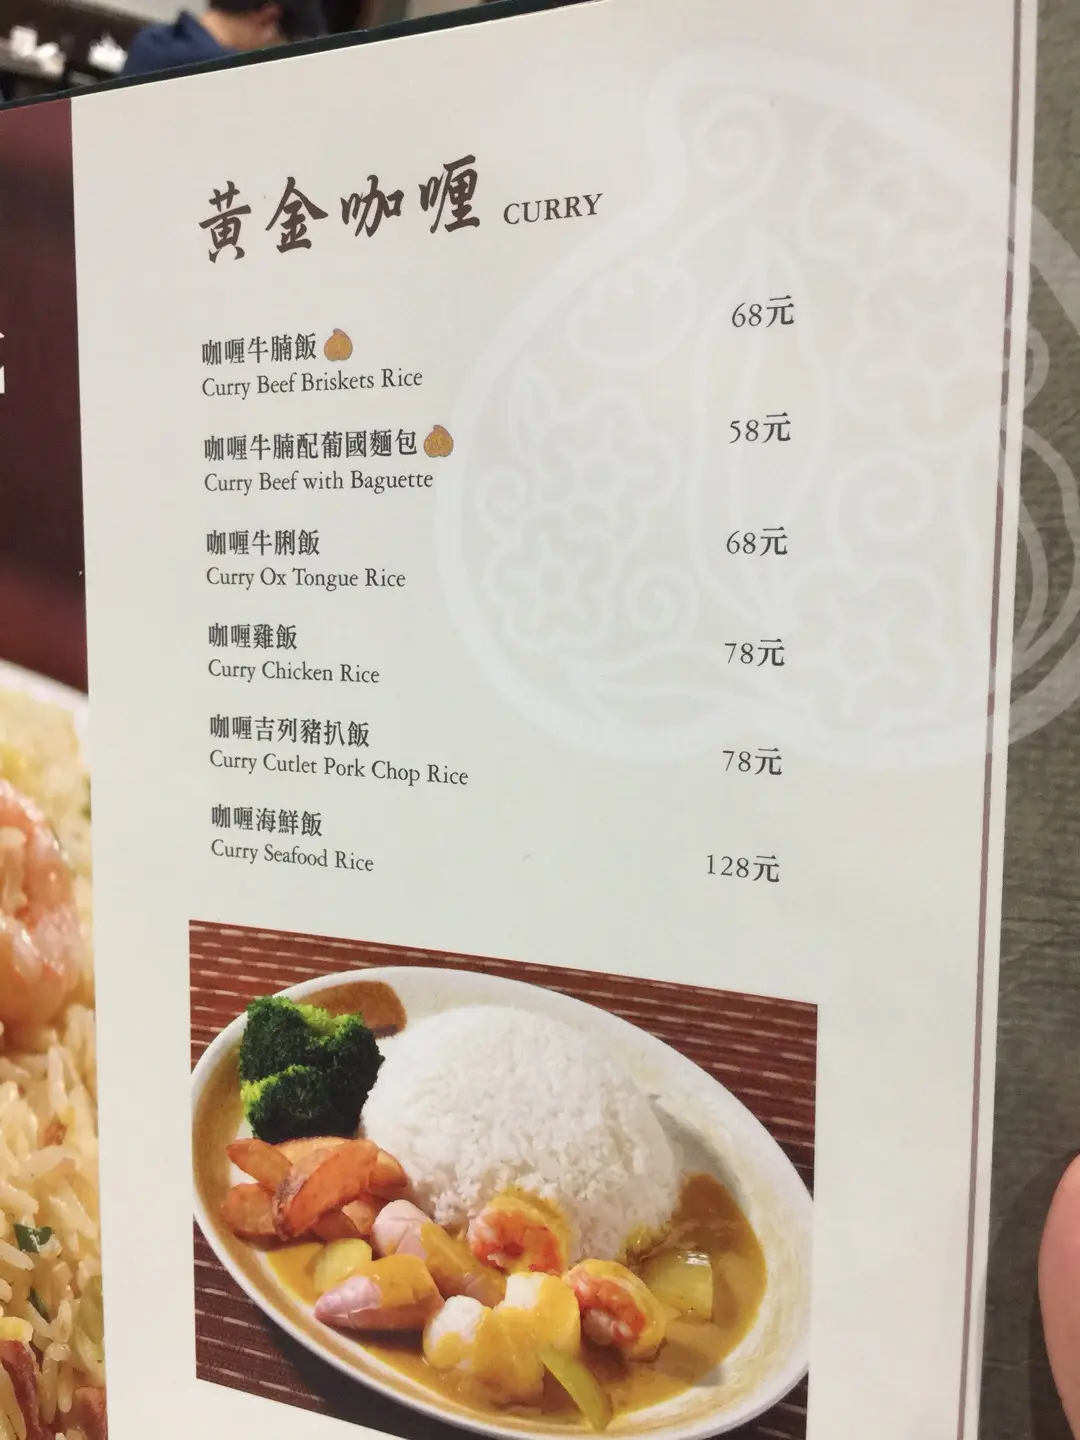 黃金咖喱 CURRY
咖喱牛腩飯 68元
Curry Beef Briskets Rice
咖喱牛腩配葡國麵包 58元
Curry Beef with Baguette
咖喱牛脷飯 68元
Curry Ox Tongue Rice
咖喱雞飯 78元
Curry Chicken Rice
咖喱吉列豬扒飯 78元
Curry Cutlet Pork Chop Rice
咖喱海鮮飯 128元
Curry Seafood Rice